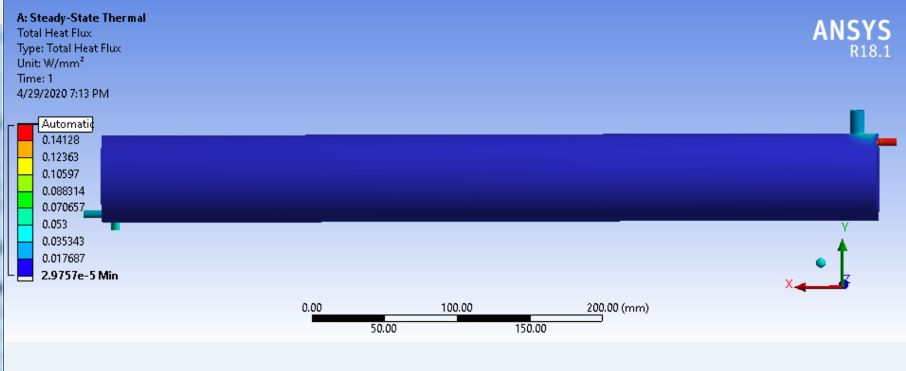 A: Steady-State Thermal
Total Heat Flux
Type: Total Heat Flux
Unit: W/mm²
Time: 1
4/29/2020 7:13 PM
ANSYS
R18.1
Automatic
0.14128
0.12363
0.10597
0.088314
0.070657
0.053
0.035343
0.017687
2.9757e-5 Min
Y
X
Z
0.00 100.00 200.00 (mm)
50.00 150.00